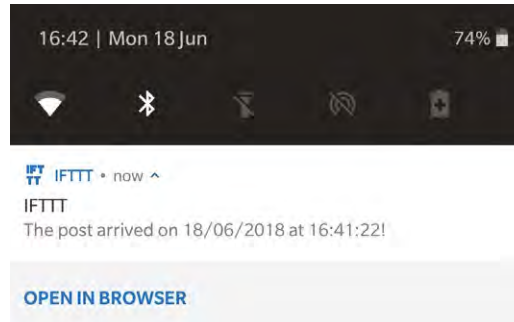 16:42 | Mon 18 Jun 74%
IFTTT IFTTT • now ^
IFTTT
The post arrived on 18/06/2018 at 16:41:22!
OPEN IN BROWSER